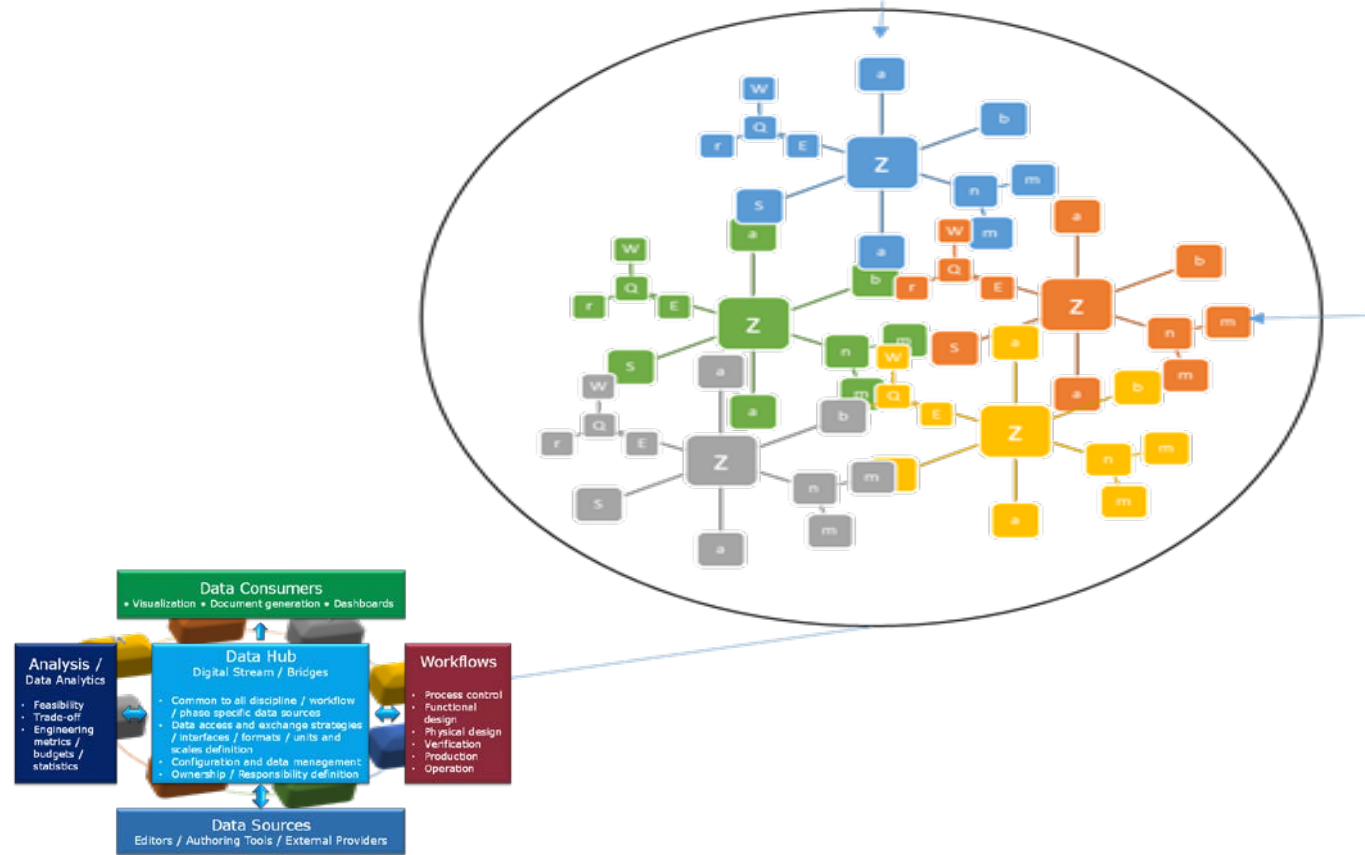 a
W
b
Q
r
E
Z
m
n
S
a
W
m
a
b
a
W
Q
b
r
E
Q
r
E
Z
m
Z
n
m
S
a
n
W
m
S
a
m
W
a
b
Q
a
b
E
Q
Z
r
E
Z
m
n
m
n
S
m
m
a
a
Data Consumers
• Visualization • Document generation • Dashboards
Analysis /
Data Analytics
• Feasibility
• Trade-off
• Engineering
metrics /
budgets /
statistics
Data Hub
Digital Stream / Bridges
• Common to all discipline / workflow
/ phase specific data sources
• Data access and exchange strategies
/ interfaces / formats / units and
scales definition
• Configuration and data management
• Ownership / Responsibility definition
Workflows
• Process control
• Functional
design
• Physical design
• Verification
• Production
• Operation
Data Sources
Editors / Authoring Tools / External Providers